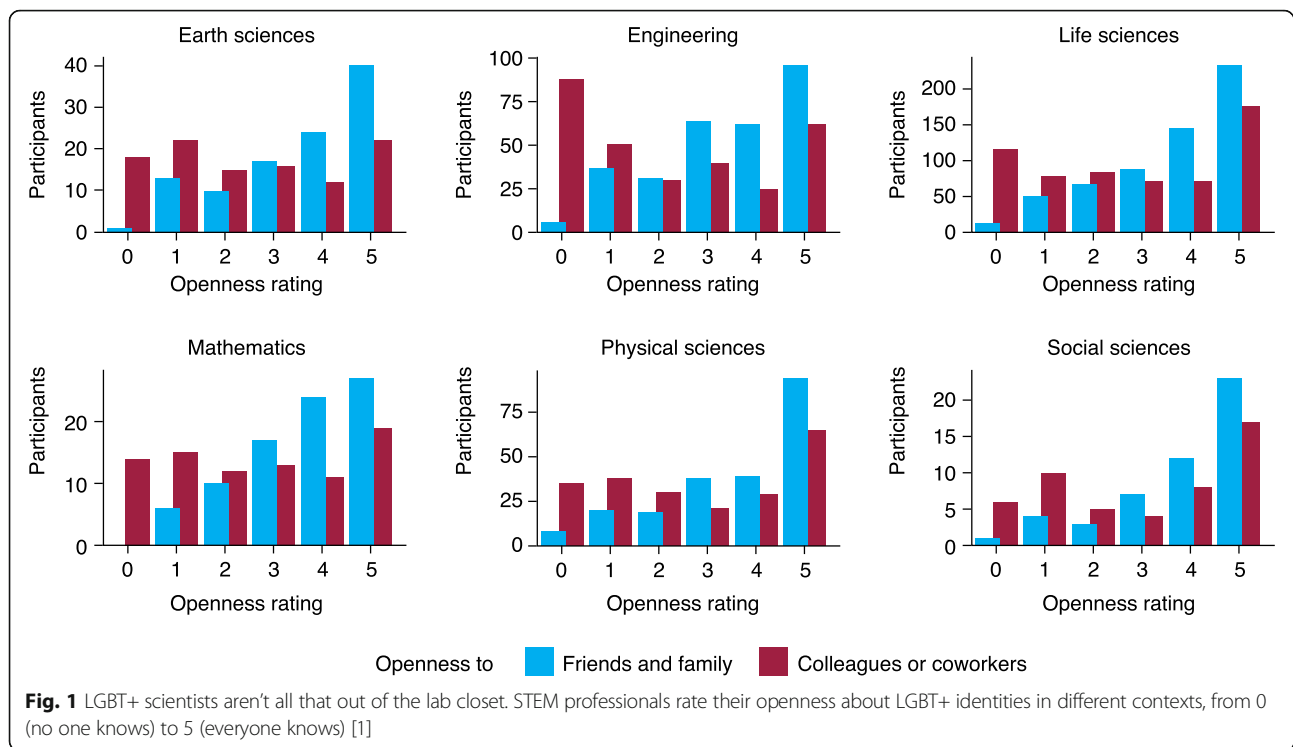 Earth sciences
Participants
40
30
20
10
0
0 1 2 3 4 5
Openness rating
Engineering
Participants
100
75
50
25
0
0 1 2 3 4 5
Openness rating
Life sciences
Participants
200
150
100
50
0
0 1 2 3 4 5
Openness rating
Mathematics
Participants
20
10
0
0 1 2 3 4 5
Openness rating
Physical sciences
Participants
75
50
25
0
0 1 2 3 4 5
Openness rating
Social sciences
Participants
20
15
10
5
0
0 1 2 3 4 5
Openness rating
Openness to Friends and family Colleagues or coworkers
Fig. 1 LGBT+ scientists aren’t all that out of the lab closet. STEM professionals rate their openness about LGBT+ identities in different contexts, from 0
(no one knows) to 5 (everyone knows) [1]